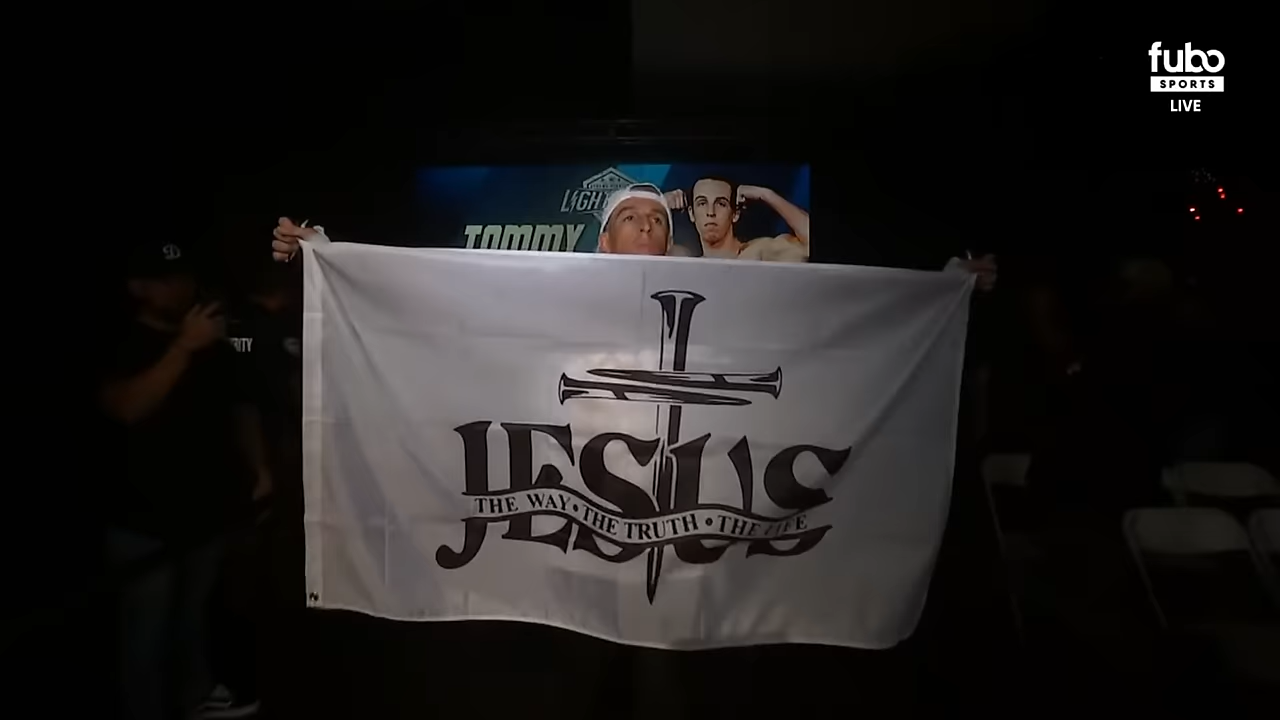 fubo
SPORTS
LIVE
TOMMY
JESUS
THE WAY • THE TRUTH • THE LIFE